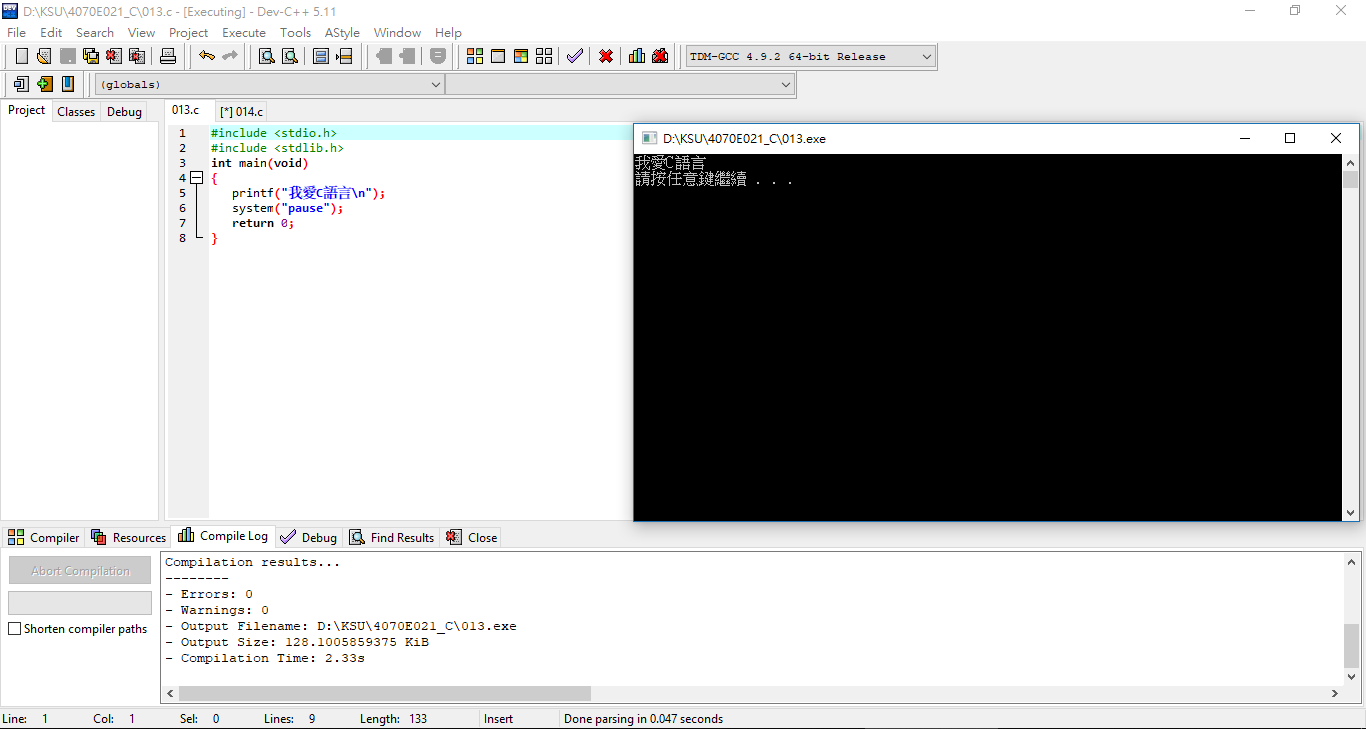 D:\KSU\4070E021_C\013.c - [Executing] - Dev-C++ 5.11
File Edit Search View Project Execute Tools AStyle Window Help
TDM-GCC 4.9.2 64-bit Release
(globals)
Project Classes Debug
013.c [*] 014.c
1 #include <stdio.h>
2 #include <stdlib.h>
3 int main(void)
4 {
5 printf("我愛C語言\n");
6 system("pause");
7 return 0;
8 }
D:\KSU\4070E021_C\013.exe
我愛C語言
請按任意鍵繼續 . . .
Compiler Resources Compile Log Debug Find Results Close
Abort Compilation
Shorten compiler paths
Compilation results...
--------
- Errors: 0
- Warnings: 0
- Output Filename: D:\KSU\4070E021_C\013.exe
- Output Size: 128.1005859375 KiB
- Compilation Time: 2.33s
Line: 1 Col: 1 Sel: 0 Lines: 9 Length: 133 Insert Done parsing in 0.047 seconds